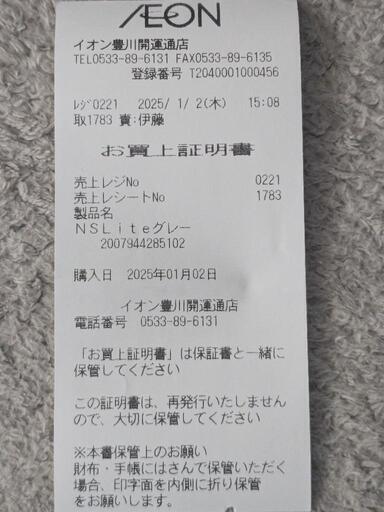 ÆON
イオン豊川開運通店
TEL0533-89-6131 FAX0533-89-6135
登録番号 T2040001000456
ﾚｼﾞ0221 2025/ 1/ 2(木) 15:08
取1783 責:伊藤
お買上証明書
売上レジNo 0221
売上レシートNo 1783
製品名
ＮＳＬｉｔｅグレー
2007944285102
購入日 2025年01月02日
イオン豊川開運通店
電話番号 0533-89-6131
「お買上証明書」は保証書と一緒に
保管してください
この証明書は、再発行いたしません
ので、大切に保管してください
※本書保管上のお願い
財布・手帳にはさんで保管いただく
場合、印字面を内側に折り保管
をお願いします。